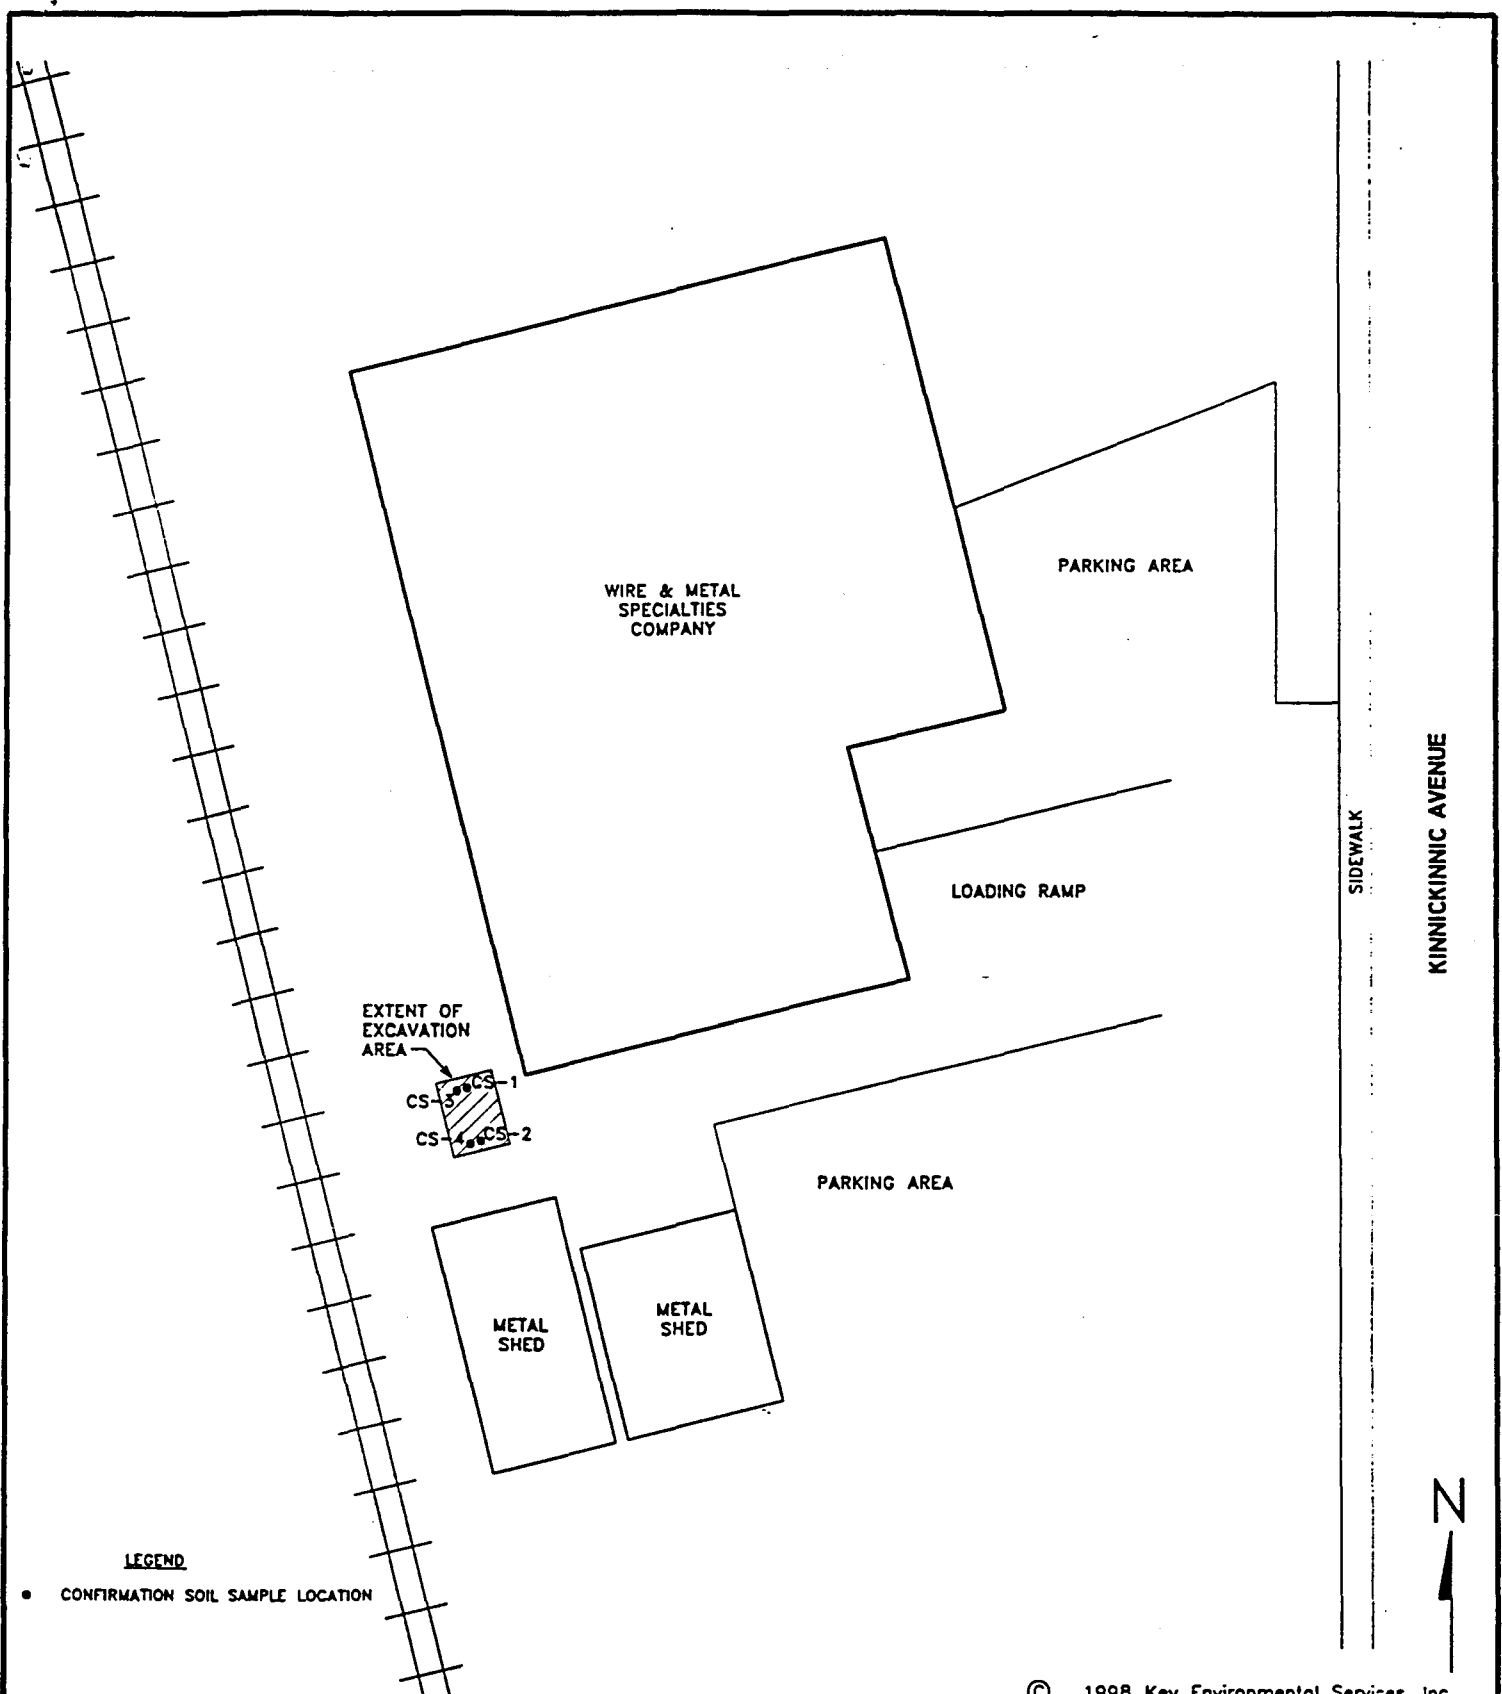 WIRE & METAL
SPECIALTIES
COMPANY
PARKING AREA
KINNICKINNIC AVENUE
SIDEWALK
LOADING RAMP
EXTENT OF
EXCAVATION
AREA
CS-1
CS-3
CS-2
CS-4
PARKING AREA
METAL
SHED
METAL
SHED
N
LEGEND
• CONFIRMATION SOIL SAMPLE LOCATION
© 1998 Key Environmental Services, Inc.